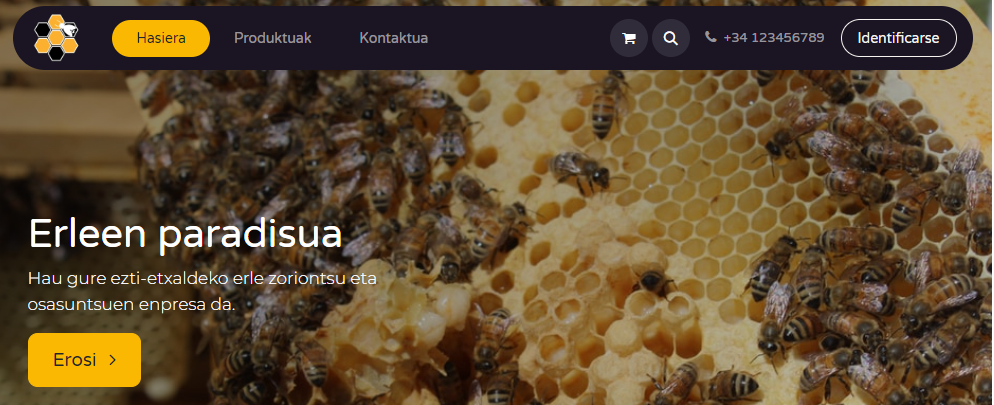 Hasiera
Produktuak
Kontaktua
+34 123456789
Identificarse
Erleen paradisua
Hau gure ezti-etxaldeko erle zoriontsu eta
osasuntsuen enpresa da.
Erosi